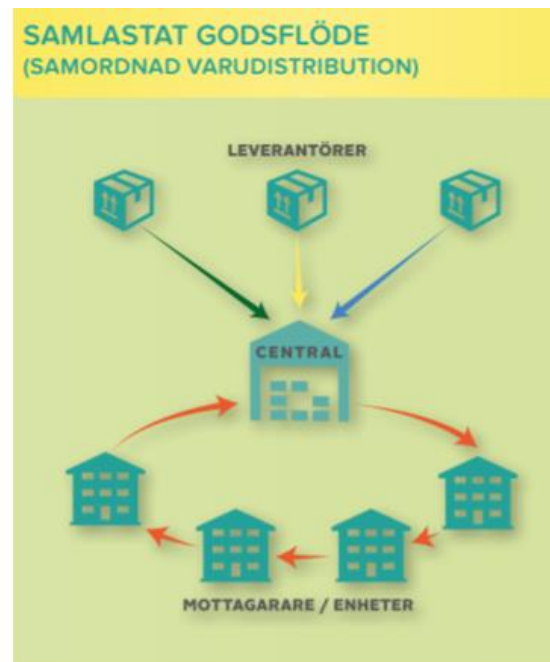 SAMLASTAT GODSFLÖDE
(SAMORDNAD VARUDISTRIBUTION)
LEVERANTÖRER
CENTRAL
MOTTAGARARE / ENHETER